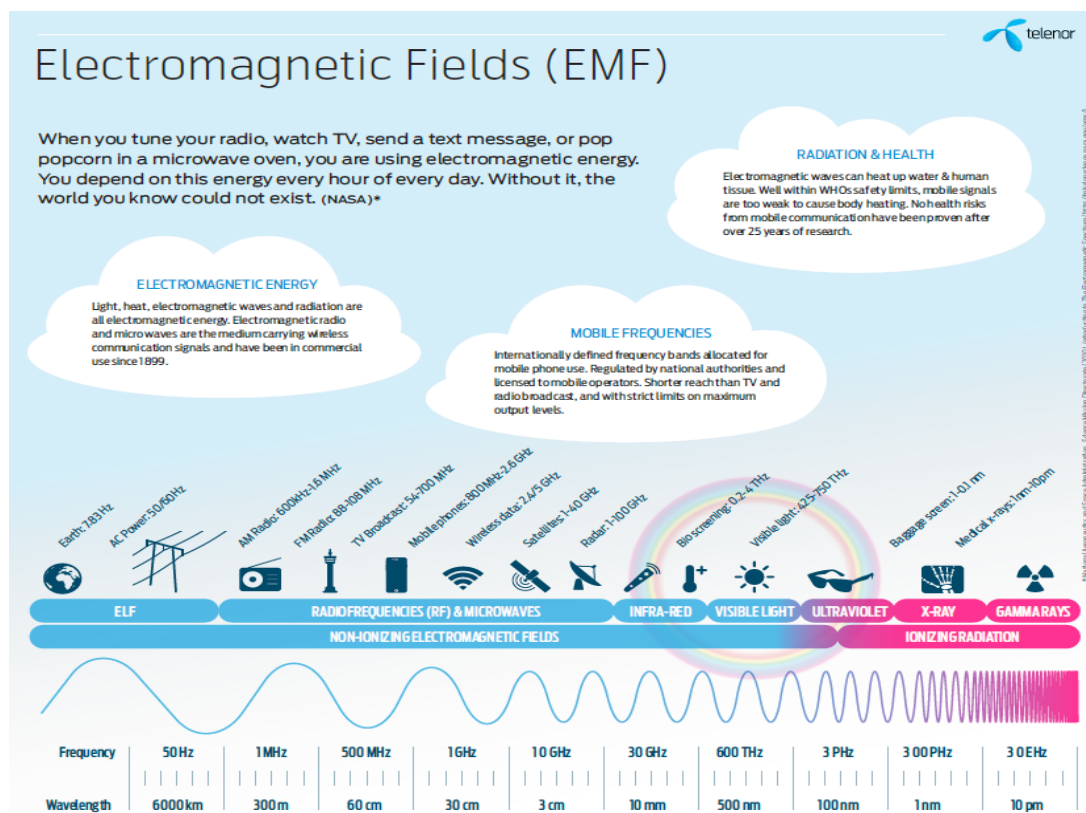 telenor
Electromagnetic Fields (EMF)
When you tune your radio, watch TV, send a text message, or pop
popcorn in a microwave oven, you are using electromagnetic energy.
You depend on this energy every hour of every day. Without it, the
world you know could not exist. (NASA)*
RADIATION & HEALTH
Electromagnetic waves can heat up water & human
tissue. Well within WHOs safety limits, mobile signals
are too weak to cause body heating. No health risks
from mobile communication have been proven after
over 25 years of research.
ELECTROMAGNETIC ENERGY
Light, heat, electromagnetic waves and radiation are
all electromagnetic energy. Electromagnetic radio
and microwaves are the medium carrying wireless
communication signals and have been in commercial
use since 1899.
MOBILE FREQUENCIES
Internationally defined frequency bands allocated for
mobile phone use. Regulated by national authorities and
licensed to mobile operators. Shorter reach than TV and
radio broadcast, and with strict limits on maximum
output levels.
Earth: 7.83 Hz
AC Power: 50/60Hz
AM Radio: 600kHz-1.6 MHz
FM Radio: 88-108 MHz
TV Broadcast: 54-700 MHz
Mobile phones: 800 MHz-2.6 GHz
Wireless data: 2.4/5 GHz
Satellites: 1-40 GHz
Radar: 1-100 GHz
Bio screening: 0.2-4 THz
Visible light: 425-750 THz
Baggage screen: 1-0.1 nm
Medical x-rays: 1nm-10pm
ELF
RADIOFREQUENCIES (RF) & MICROWAVES
INFRA-RED
VISIBLE LIGHT
ULTRAVIOLET
X-RAY
GAMMA RAYS
NON-IONIZING ELECTROMAGNETIC FIELDS
IONIZING RADIATION
Frequency 50 Hz 1 MHz 500 MHz 1 GHz 10 GHz 30 GHz 600 THz 3 PHz 300 PHz 30 EHz
Wavelength 6000 km 300 m 60 cm 30 cm 3 cm 10 mm 500 nm 100 nm 1 nm 10 pm